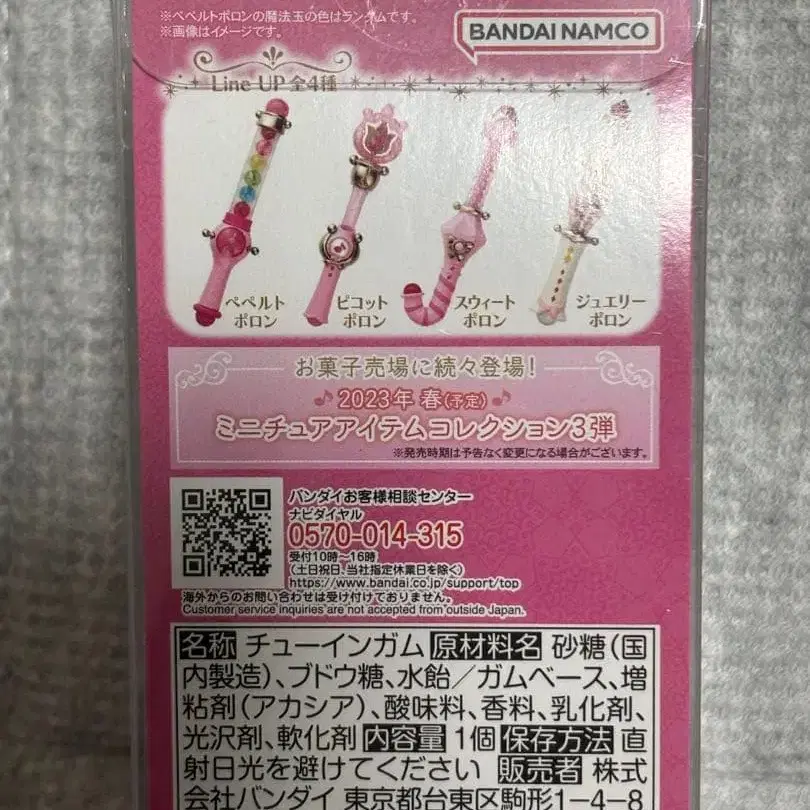 ※ペペルトポロンの魔法玉の色はランダムです。
※画像はイメージです。
BANDAI NAMCO
Line UP 全4種
ペペルト
ポロン
ピコット
ポロン
スウィート
ポロン
ジュエリー
ポロン
お菓子売場に続々登場!
♪2023年 春(予定)♪
ミニチュアアイテムコレクション3弾
※発売時期は予告なく変更になる場合がございます。
バンダイお客様相談センター
ナビダイヤル
0570-014-315
受付10時~16時
(土日祝日、当社指定休業日を除く)
https://www.bandai.co.jp/support/top
海外からのお問い合わせは受け付けておりません。
Customer service inquiries are not accepted from outside Japan.
名称 チューインガム 原材料名 砂糖(国
内製造)、ブドウ糖、水飴/ガムベース、増
粘剤(アカシア)、酸味料、香料、乳化剤、
光沢剤、軟化剤 内容量 1個 保存方法 直
射日光を避けてください 販売者 株式
会社バンダイ 東京都台東区駒形1-4-8